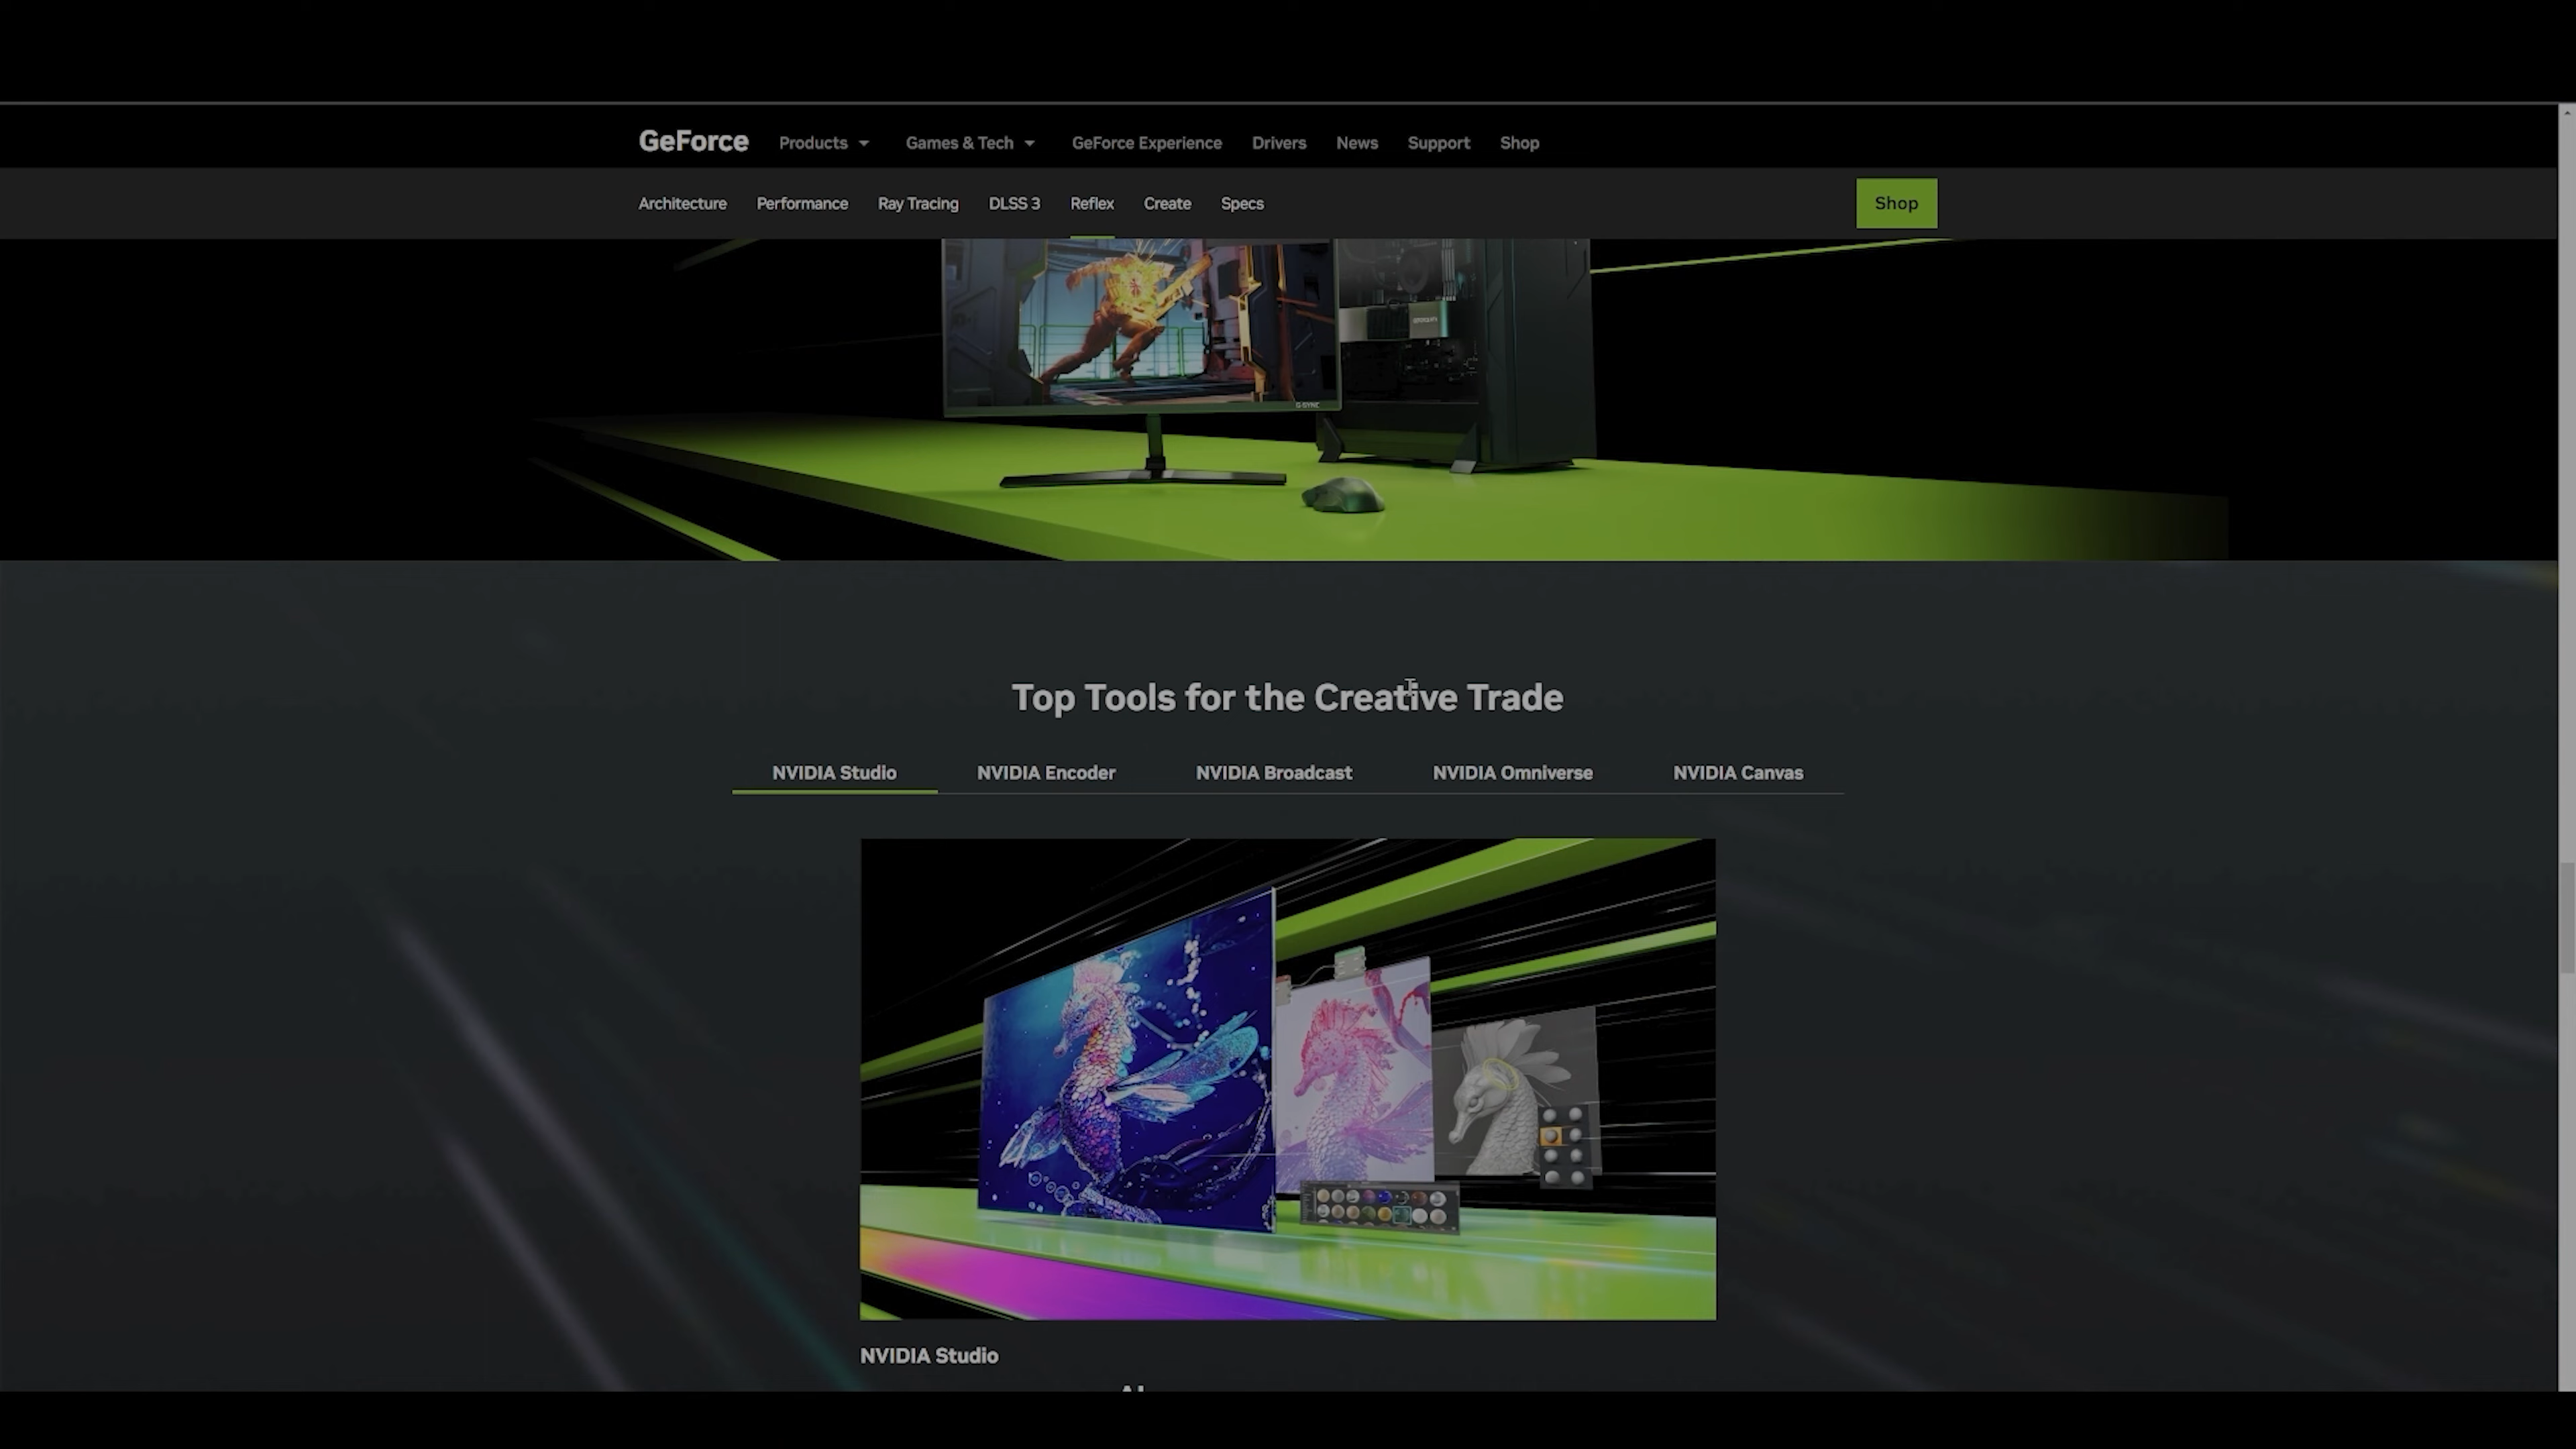 GeForce Products Games & Tech GeForce Experience Drivers News Support Shop
Architecture Performance Ray Tracing DLSS 3 Reflex Create Specs Shop
G-SYNC
Top Tools for the Creative Trade
NVIDIA Studio NVIDIA Encoder NVIDIA Broadcast NVIDIA Omniverse NVIDIA Canvas
NVIDIA Studio